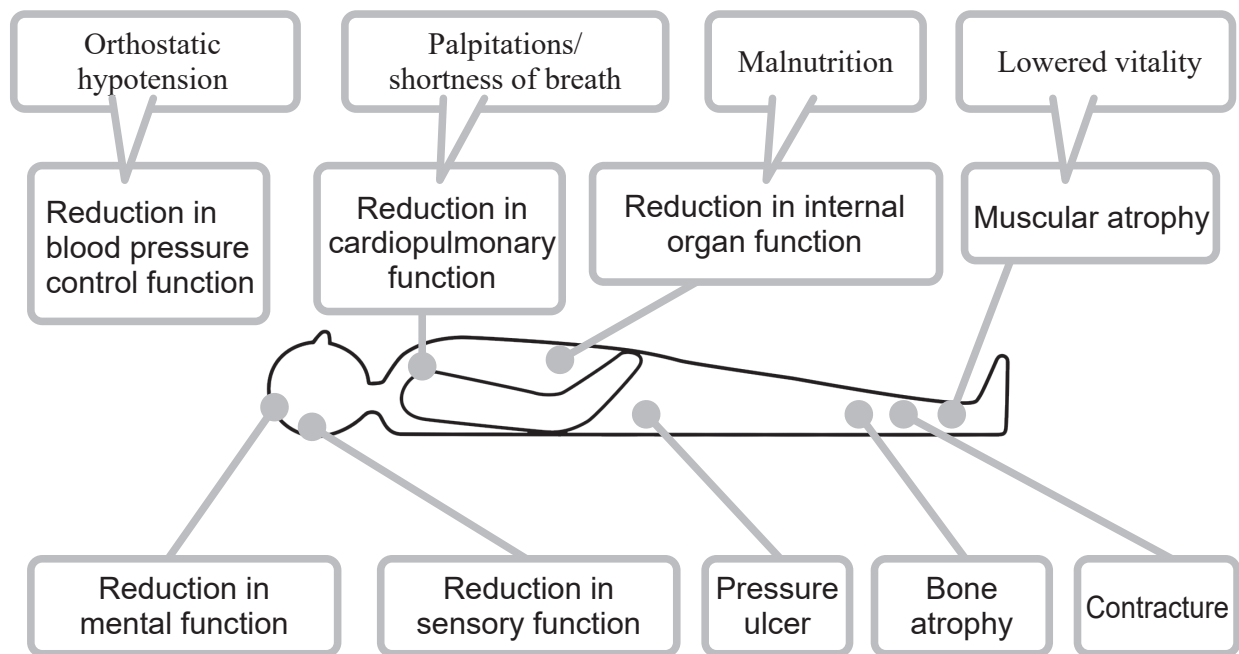 Orthostatic
hypotension
Palpitations/
shortness of breath
Malnutrition
Lowered vitality
Reduction in
blood pressure
control function
Reduction in
cardiopulmonary
function
Reduction in internal
organ function
Muscular atrophy
Reduction in
mental function
Reduction in
sensory function
Pressure
ulcer
Bone
atrophy
Contracture